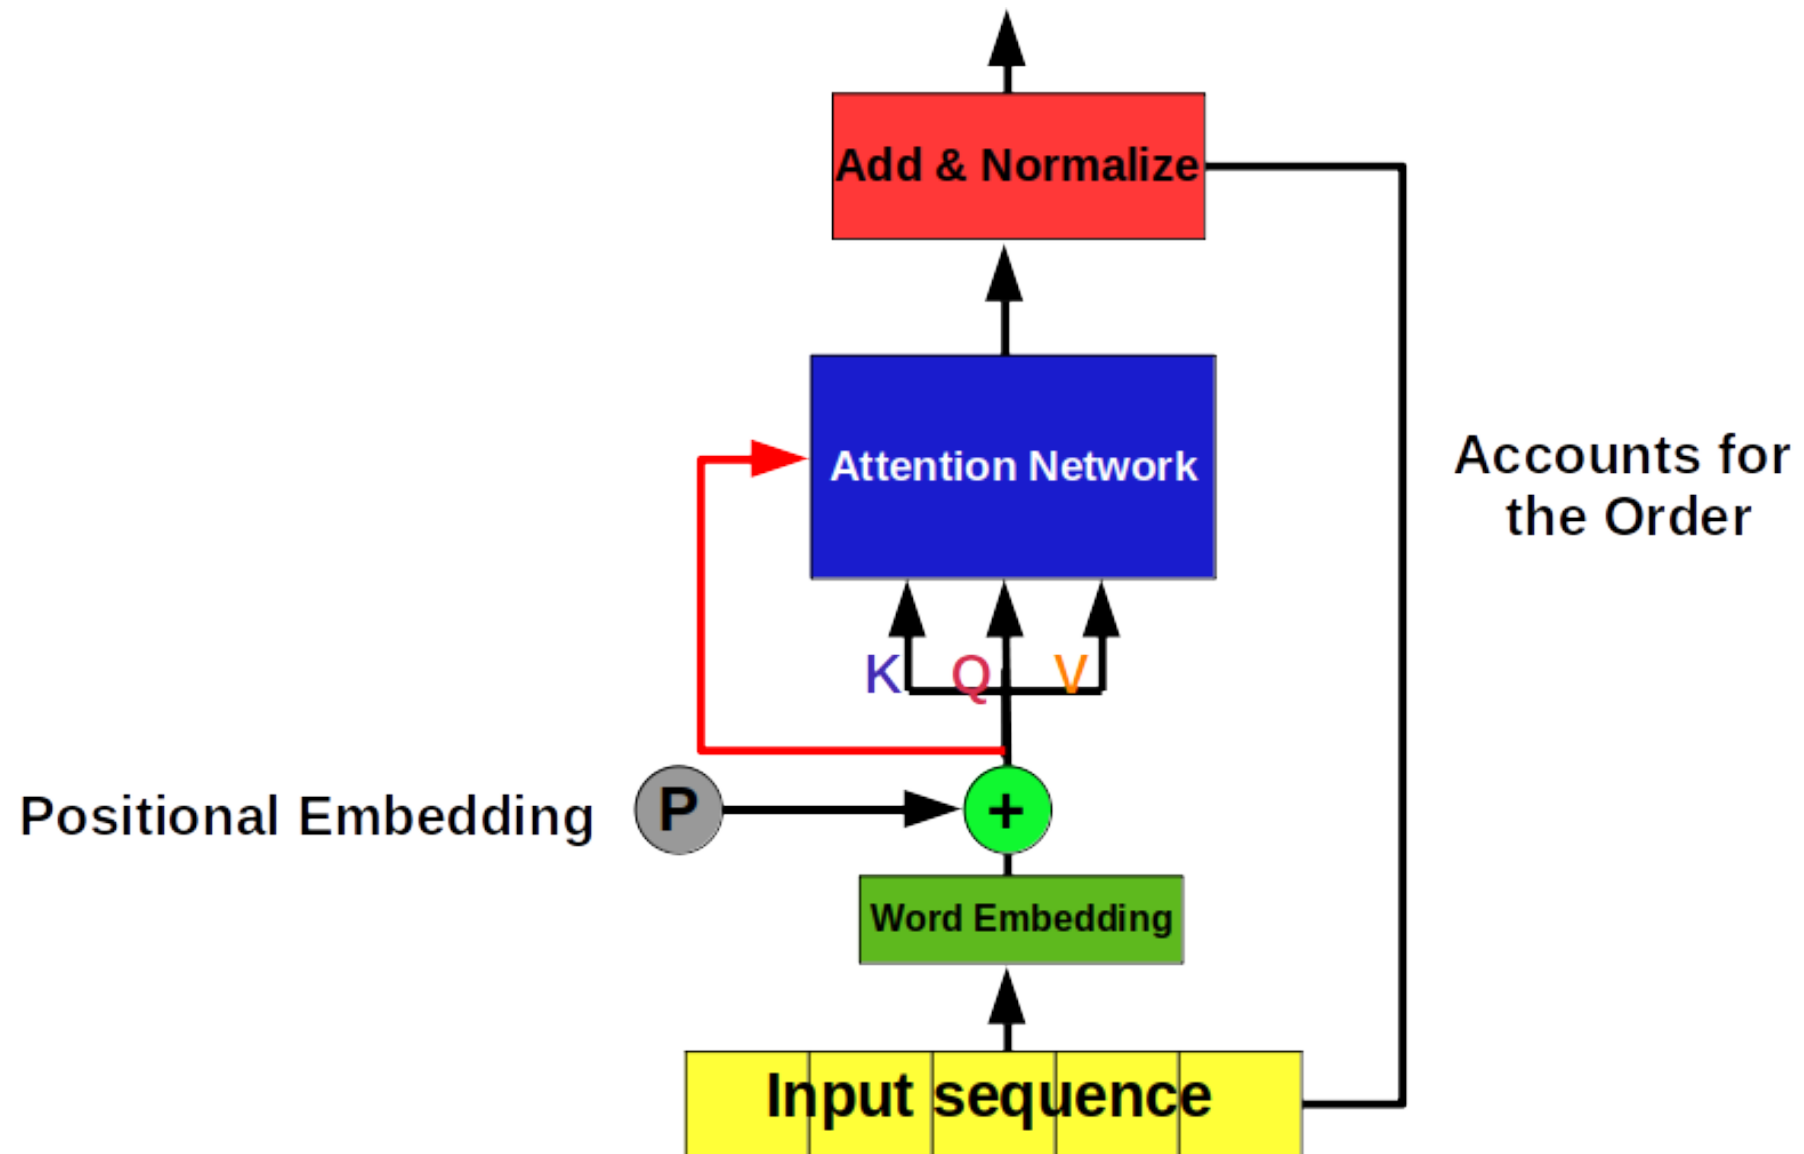 Add & Normalize
Attention Network
Accounts for
the Order
K Q V
Positional Embedding P +
Word Embedding
Input sequence